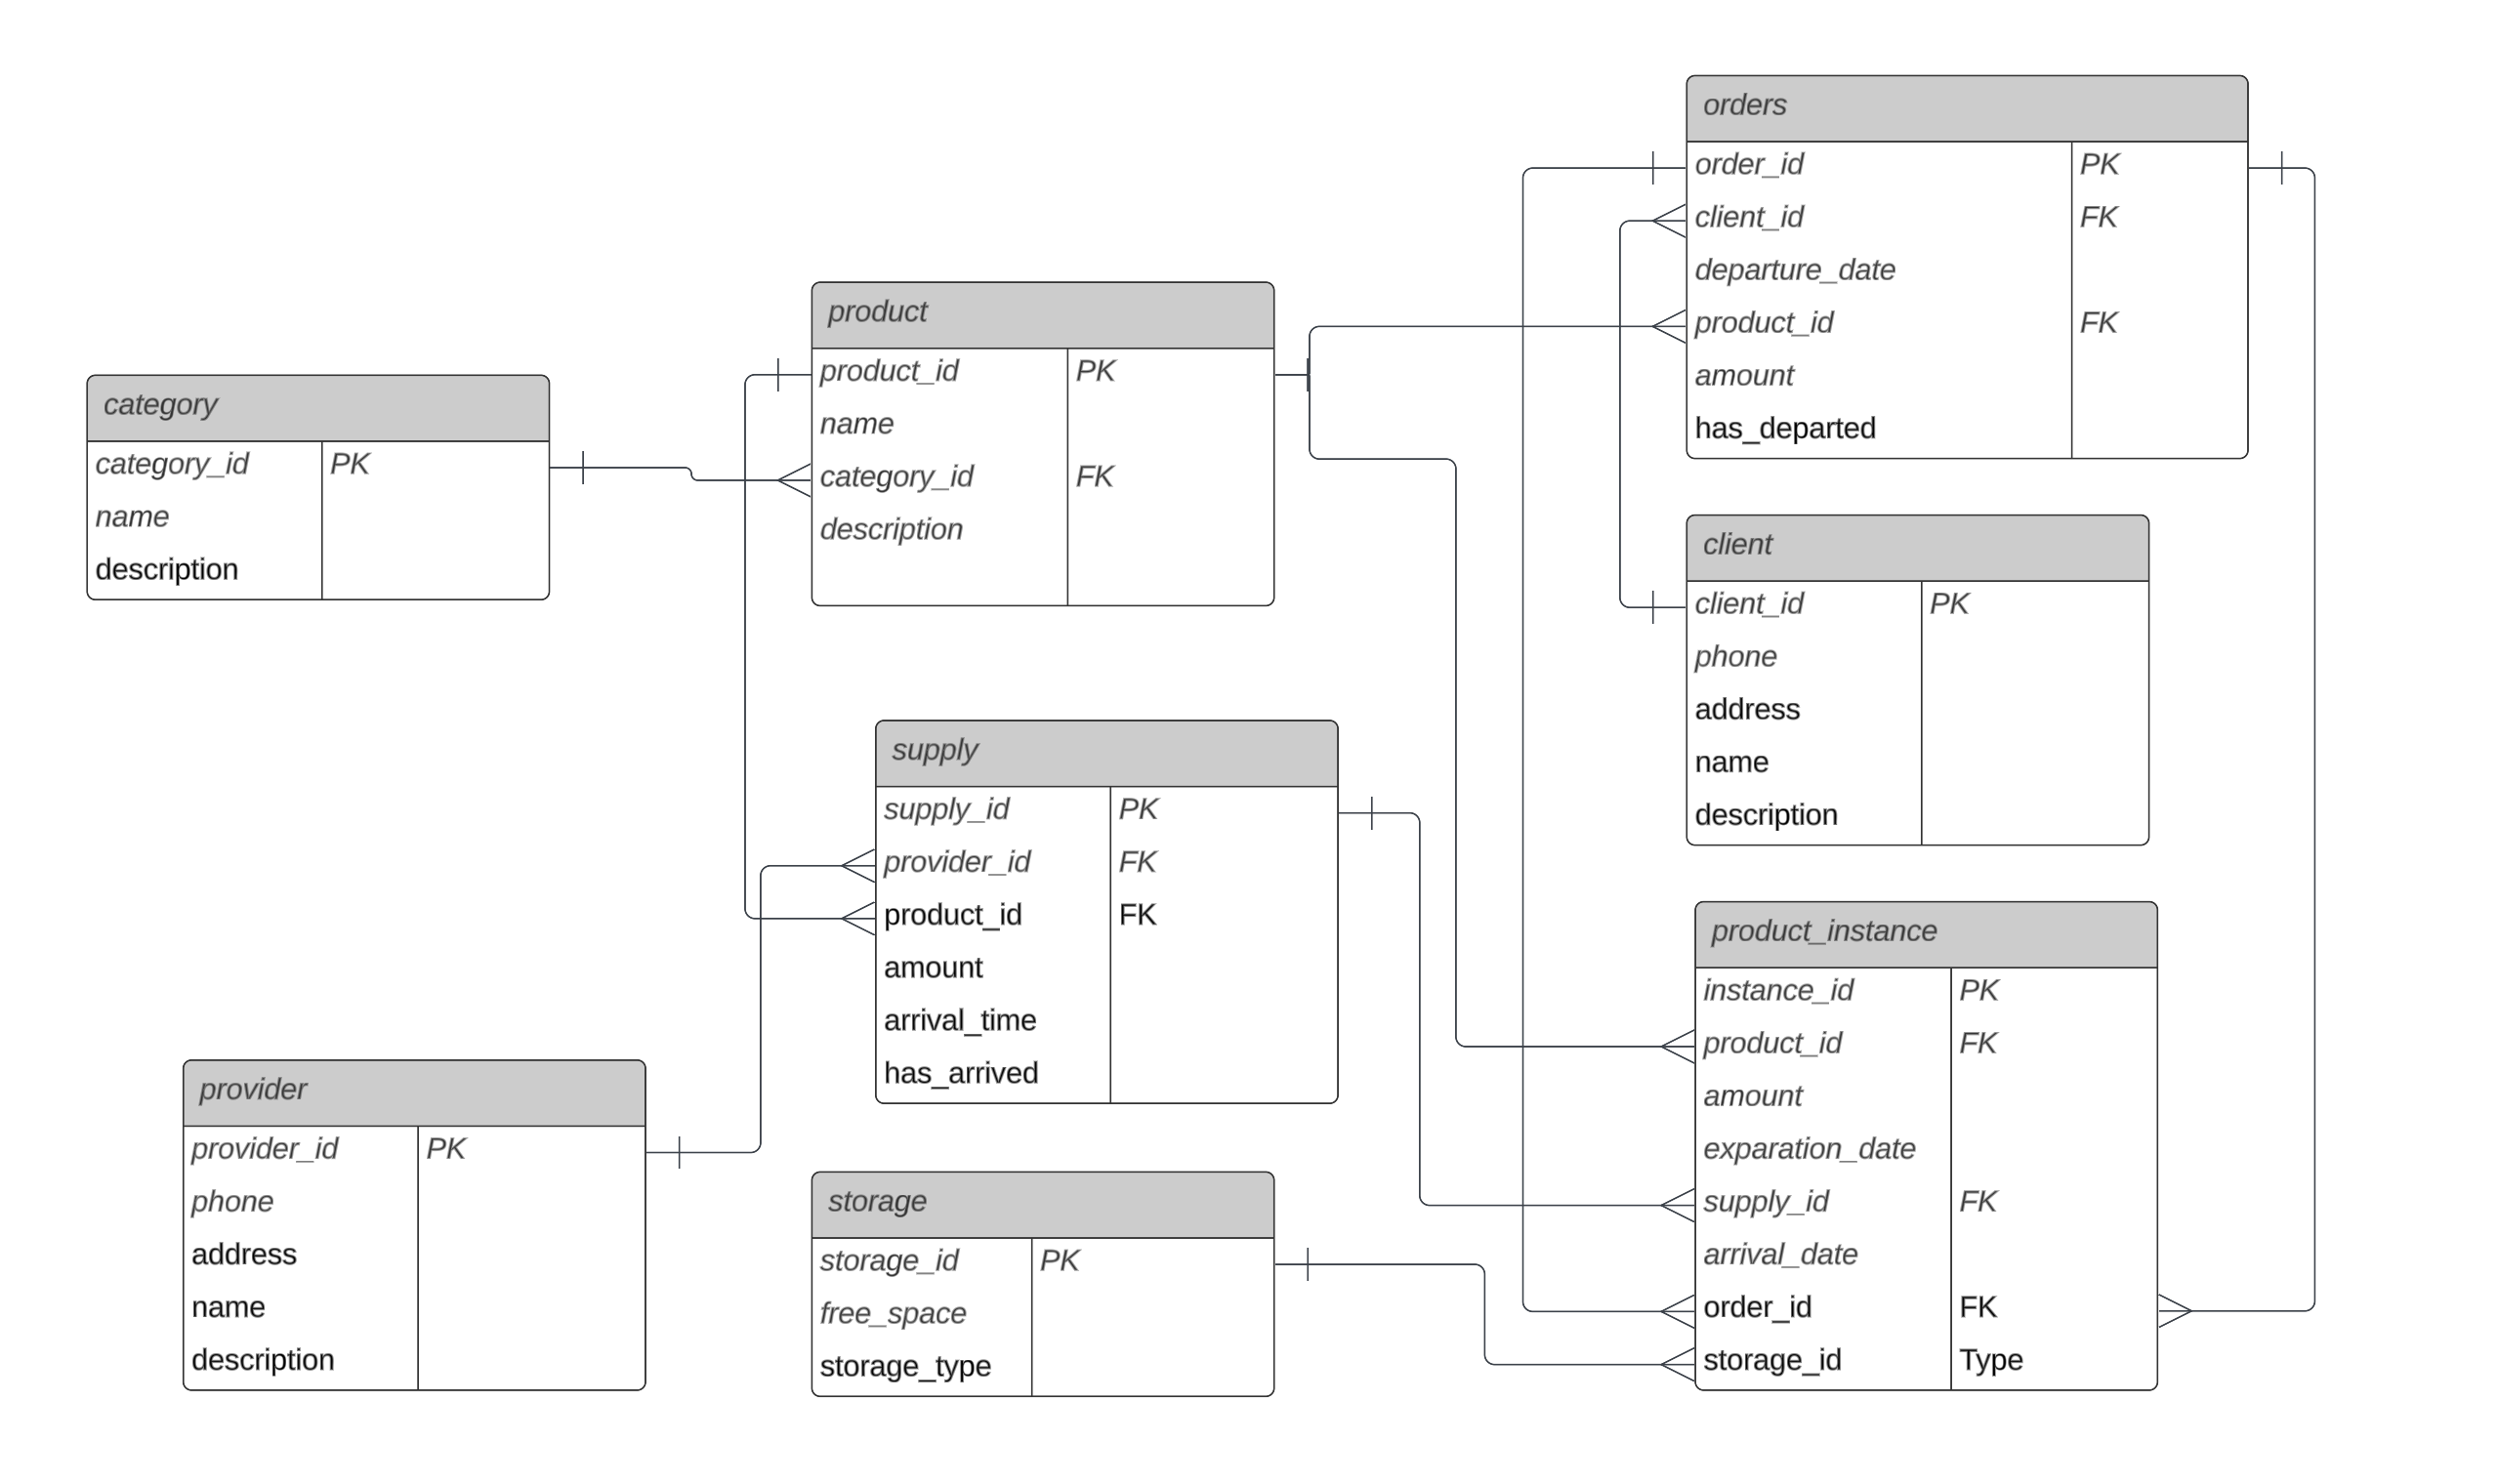 orders
order_id PK
client_id FK
departure_date
product_id FK
amount
has_departed
product
product_id PK
name
category_id FK
description
category
category_id PK
name
description
client
client_id PK
phone
address
name
description
supply
supply_id PK
provider_id FK
product_id FK
amount
arrival_time
has_arrived
product_instance
instance_id PK
product_id FK
amount
exparation_date
supply_id FK
arrival_date
order_id FK
storage_id Type
provider
provider_id PK
phone
address
name
description
storage
storage_id PK
free_space
storage_type